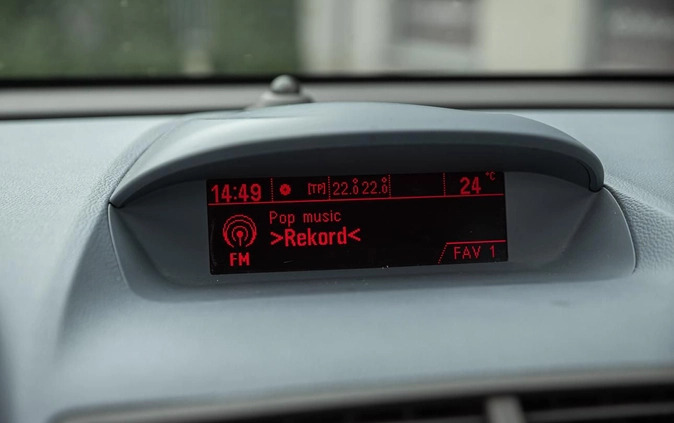 14:49 [TP] 22.0 22.0 24 °C
Pop music
>Rekord<
FM
FAV 1